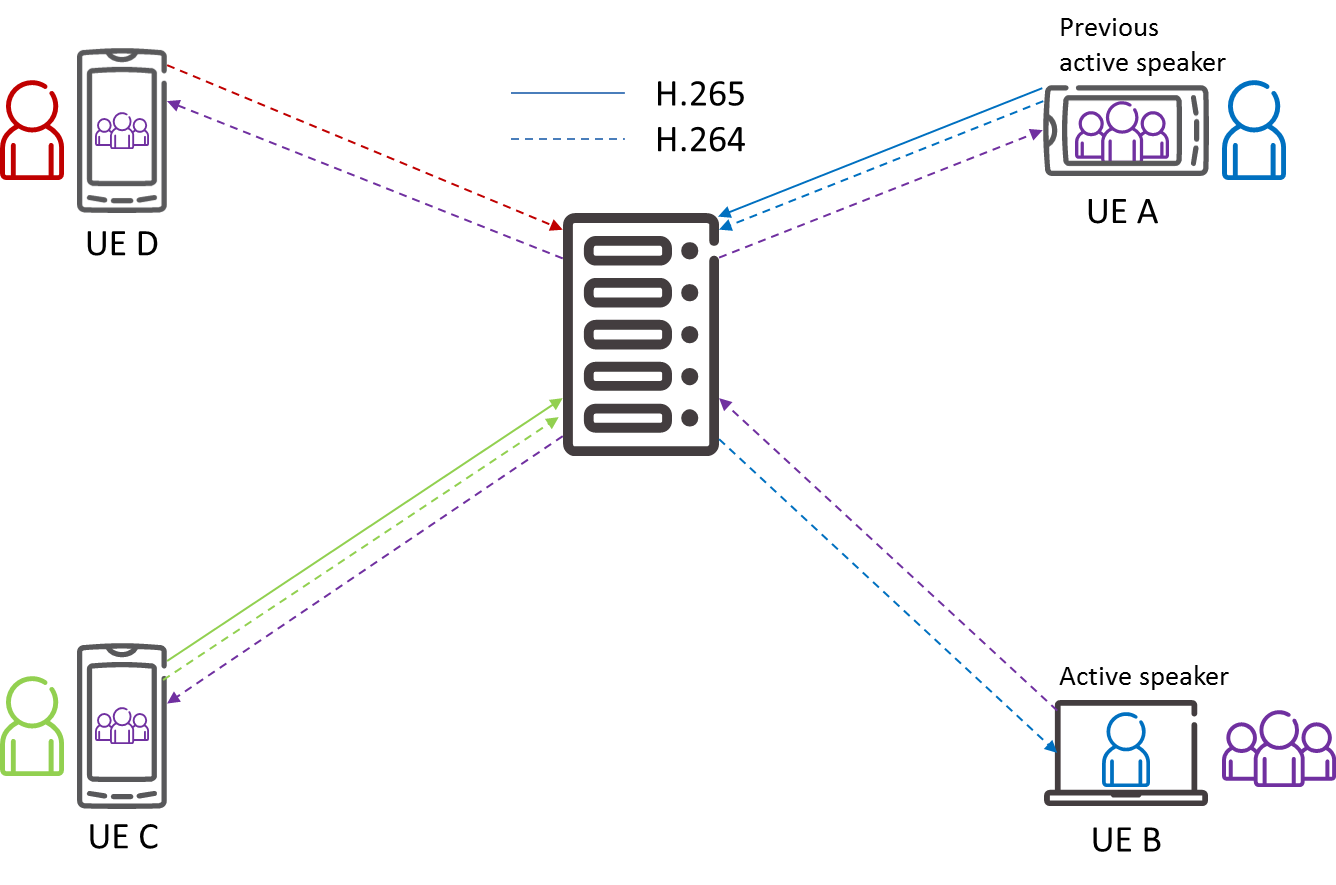 Previous
active speaker
H.265
H.264
UE A
UE D
Active speaker
UE C
UE B